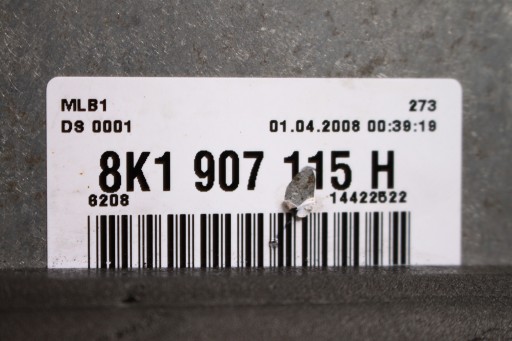 MLB1 273
DS 0001 01.04.2008 00:39:19
8K1 907 115 H
6208 14422522